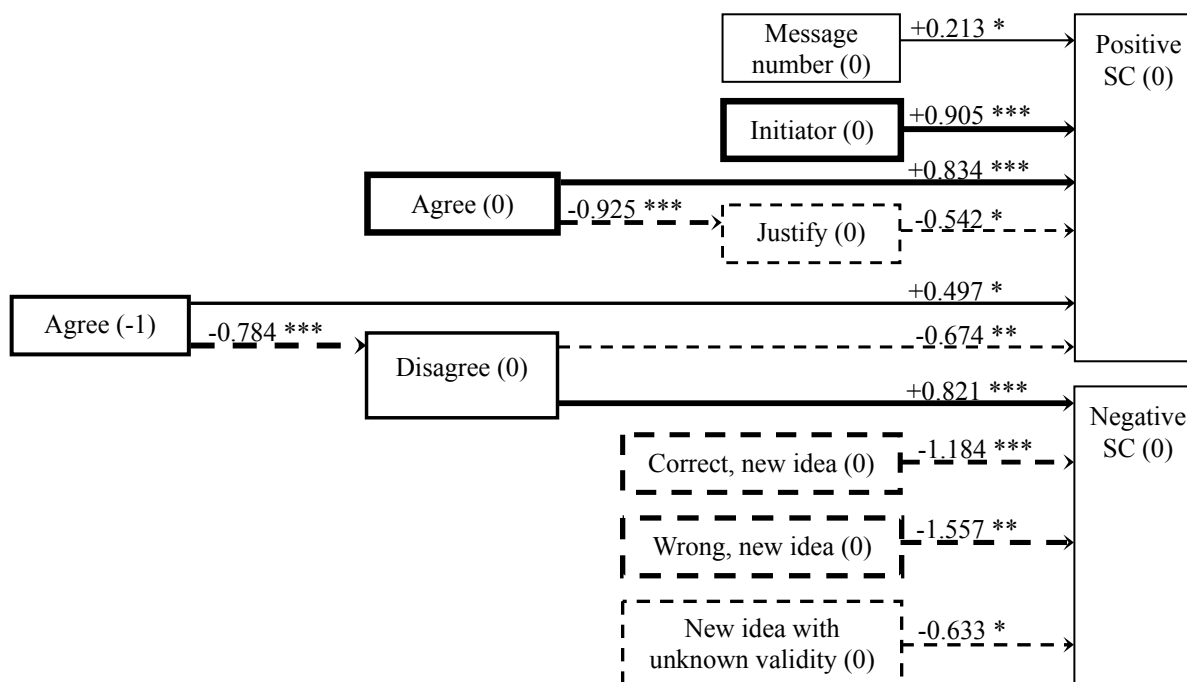 Message
number (0)
+0.213 *
Positive
SC (0)
Initiator (0)
+0.905 ***
Agree (0)
+0.834 ***
-0.925 ***
Justify (0)
-0.542 *
Agree (-1)
+0.497 *
-0.784 ***
Disagree (0)
-0.674 **
+0.821 ***
Negative
SC (0)
Correct, new idea (0)
-1.184 ***
Wrong, new idea (0)
-1.557 **
New idea with
unknown validity (0)
-0.633 *